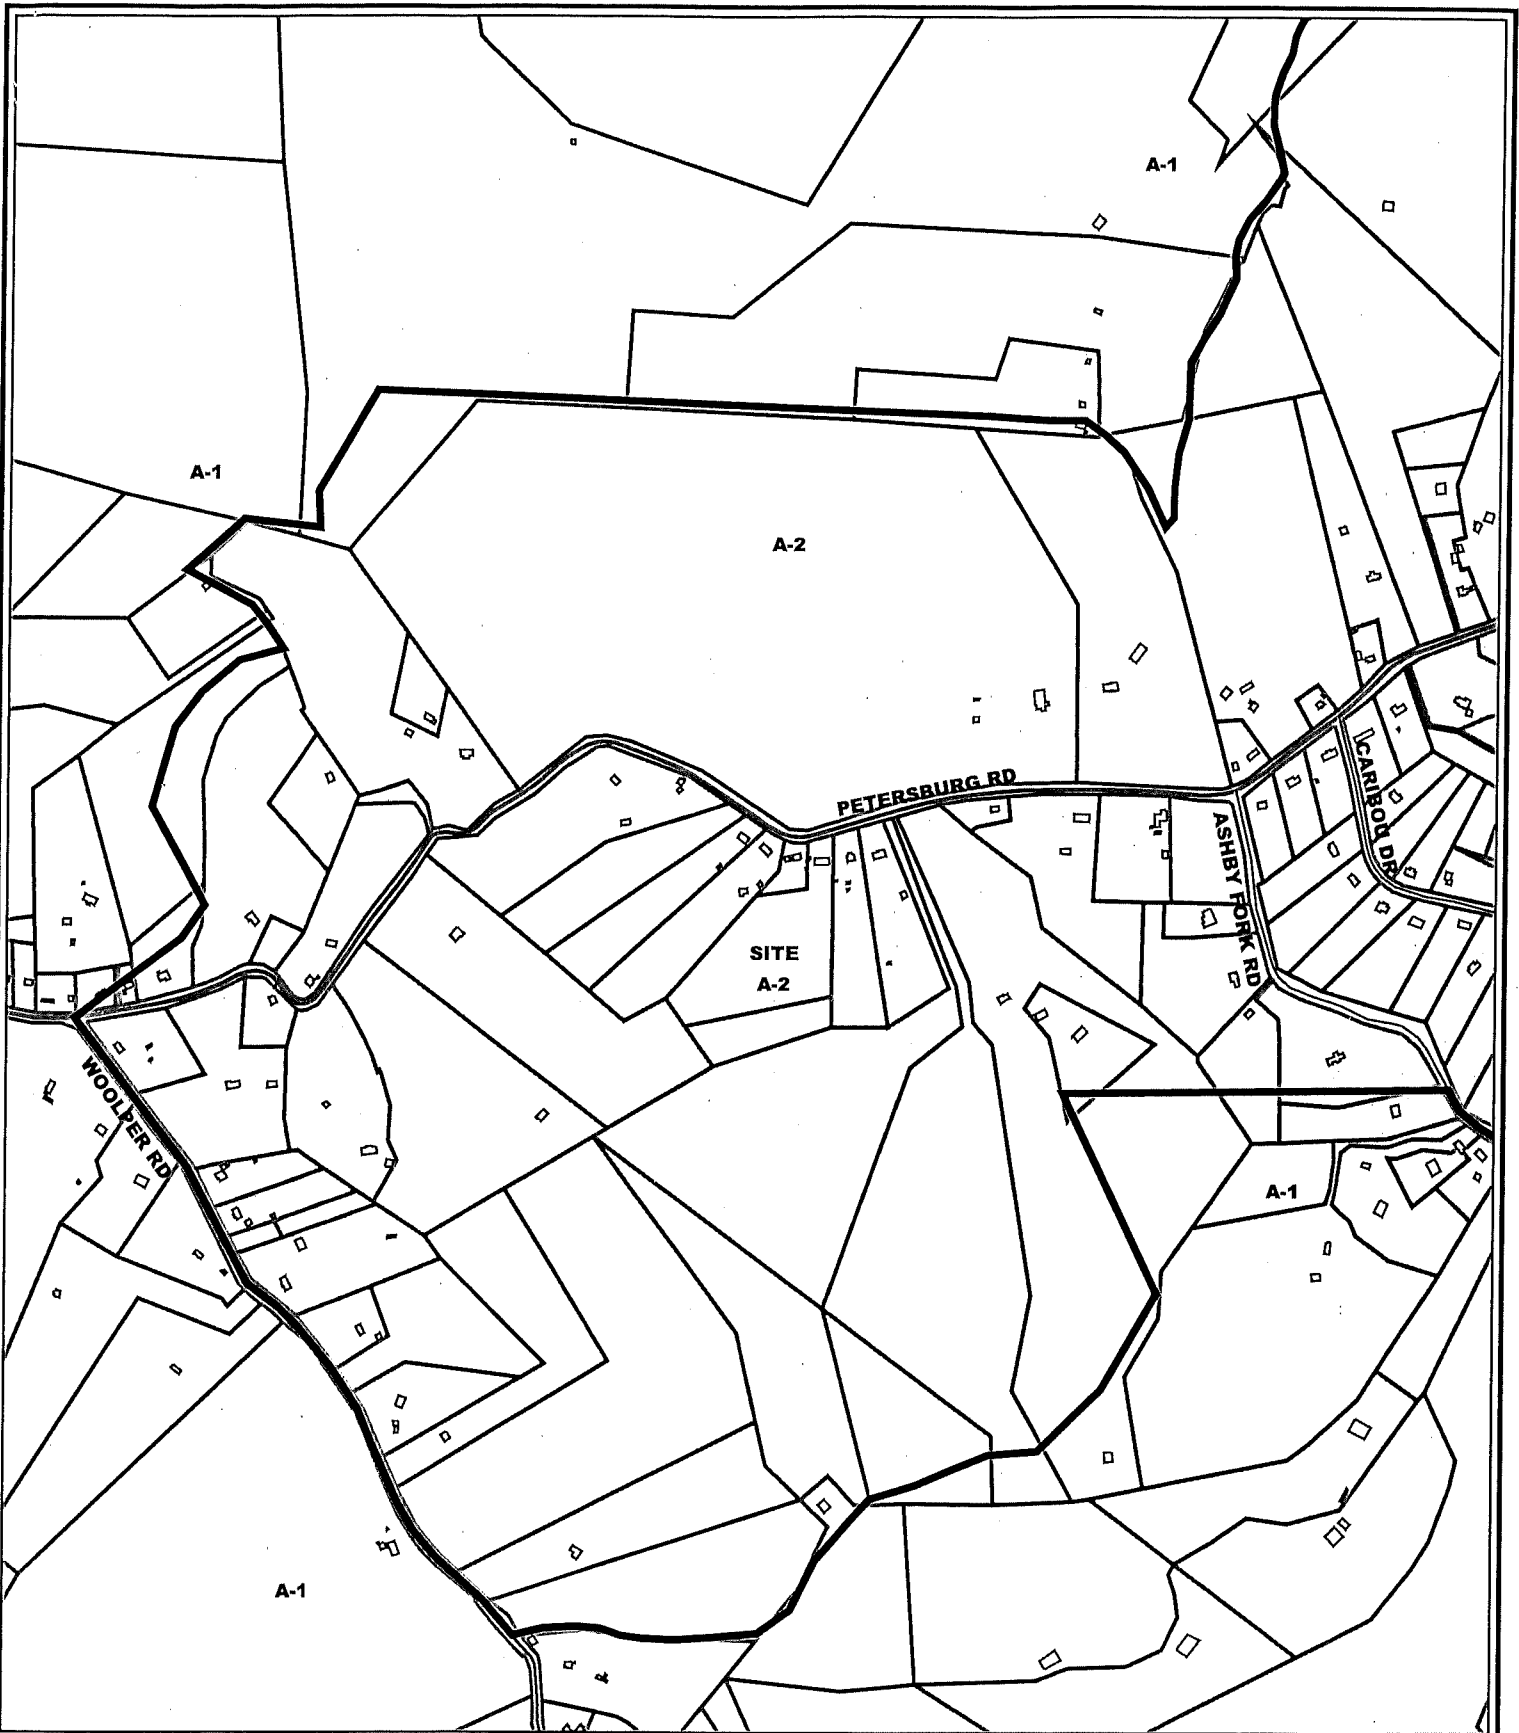 A-1
A-1
A-2
PETERSBURG RD
CARIBOU DR
ASHBY FORK RD
SITE
A-2
WOOLPER RD
A-1
A-1